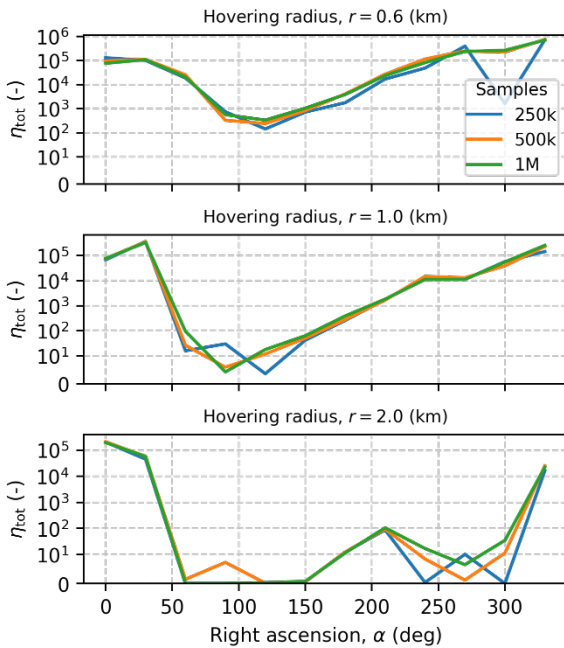 Hovering radius, r = 0.6 (km)
η_tot (-)
10^6
10^5
10^4
10^3
10^2
10^1
0
Samples
250k
500k
1M
Hovering radius, r = 1.0 (km)
η_tot (-)
10^5
10^4
10^3
10^2
10^1
0
Hovering radius, r = 2.0 (km)
η_tot (-)
10^5
10^4
10^3
10^2
10^1
0
0 50 100 150 200 250 300
Right ascension, α (deg)